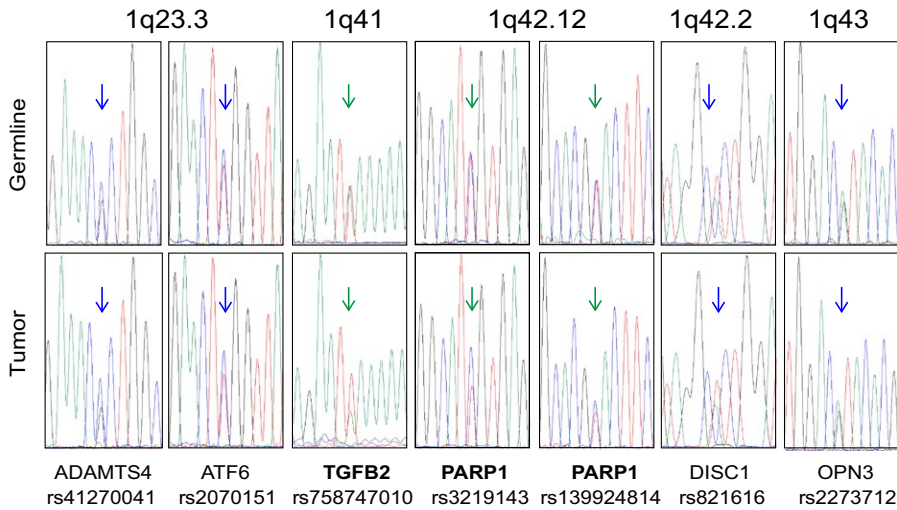 1q23.3 1q41 1q42.12 1q42.2 1q43
Germline
Tumor
ADAMTS4 ATF6 TGFB2 PARP1 PARP1 DISC1 OPN3
rs41270041 rs2070151 rs758747010 rs3219143 rs139924814 rs821616 rs2273712